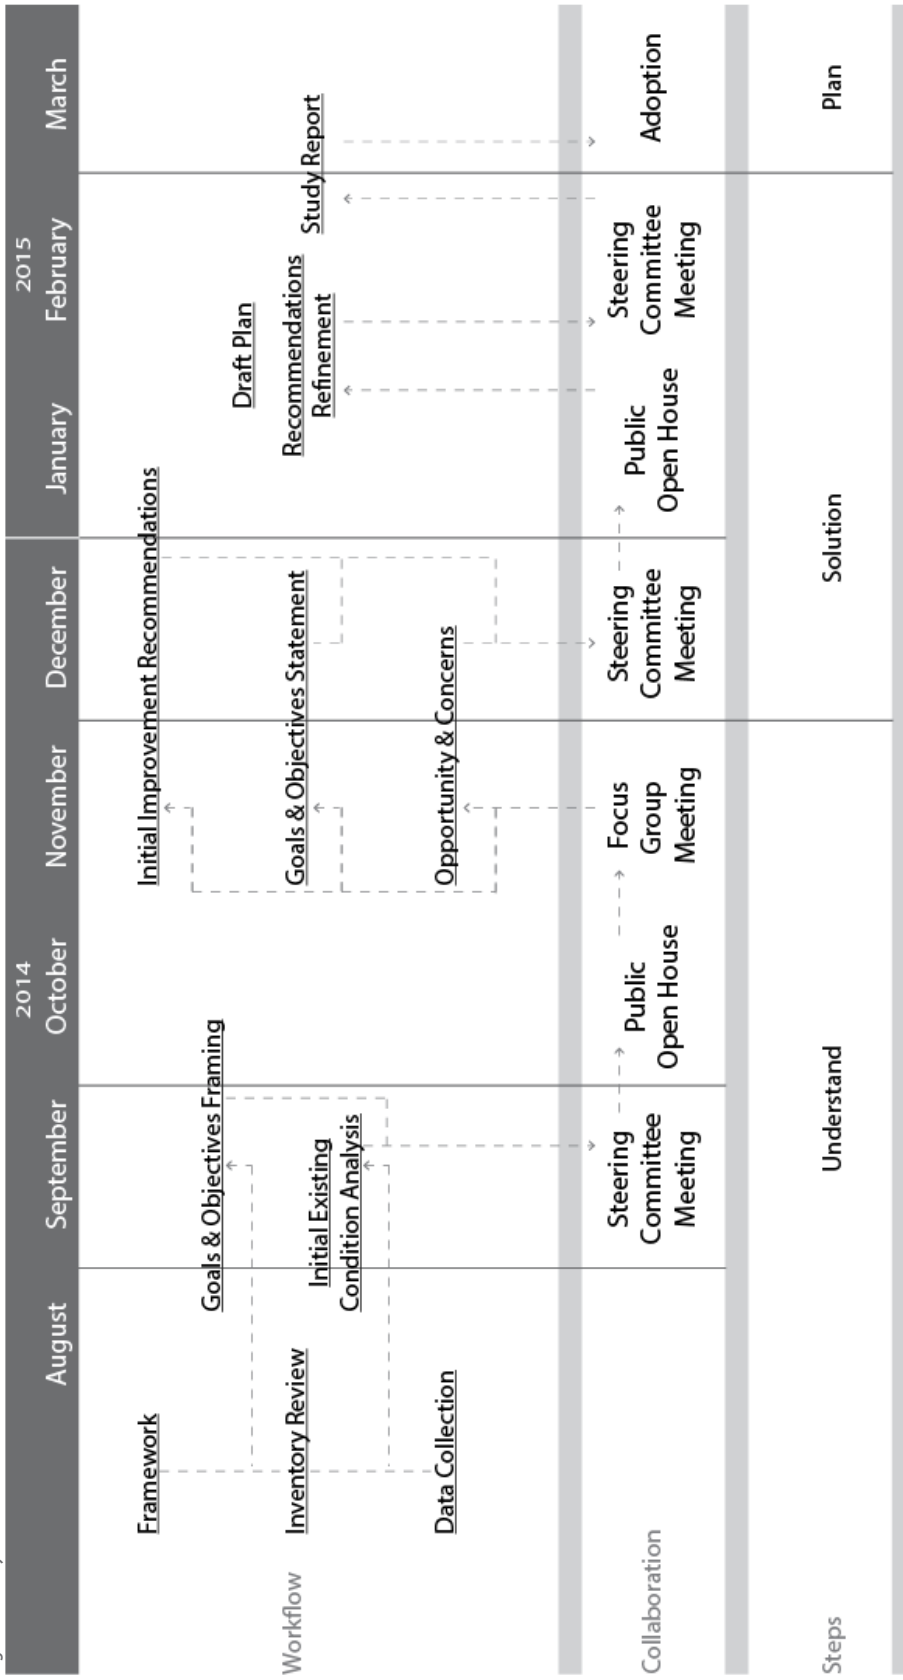 2014
2015
August
September
October
November
December
January
February
March
Workflow
Framework
Inventory Review
Data Collection
Goals & Objectives Framing
Initial Existing
Condition Analysis
Initial Improvement Recommendations
Goals & Objectives Statement
Opportunity & Concerns
Draft Plan
Recommendations
Refinement
Study Report
Collaboration
Steering
Committee
Meeting
Public
Open House
Focus
Group
Meeting
Steering
Committee
Meeting
Public
Open House
Steering
Committee
Meeting
Adoption
Steps
Understand
Solution
Plan